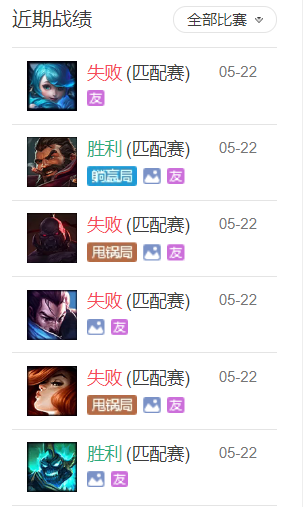 近期战绩 全部比赛
失败 (匹配赛) 05-22
友
胜利 (匹配赛) 05-22
躺赢局 友
失败 (匹配赛) 05-22
甩锅局 友
失败 (匹配赛) 05-22
友
失败 (匹配赛) 05-22
甩锅局 友
胜利 (匹配赛) 05-22
友